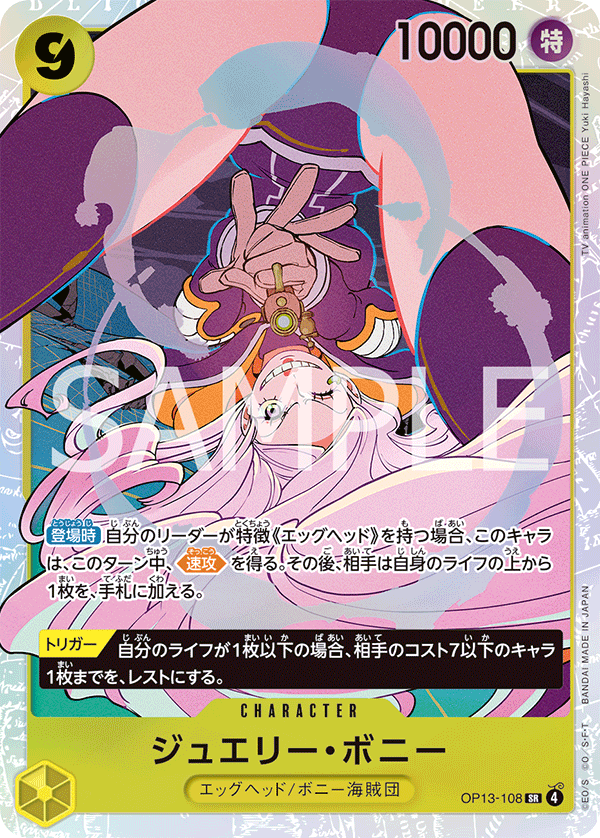 9
10000 特
TV animation ONE PIECE Yuki Hayashi
SAMPLE
登場時 自分のリーダーが特徴《エッグヘッド》を持つ場合、このキャラ
は、このターン中、速攻を得る。その後、相手は自身のライフの上から
1枚を、手札に加える。
トリガー 自分のライフが1枚以下の場合、相手のコスト7以下のキャラ
1枚までを、レストにする。
CHARACTER
ジュエリー・ボニー
エッグヘッド/ボニー海賊団
OP13-108 SR 4
©E.O/S ©O/S・F・T BANDAI MADE IN JAPAN